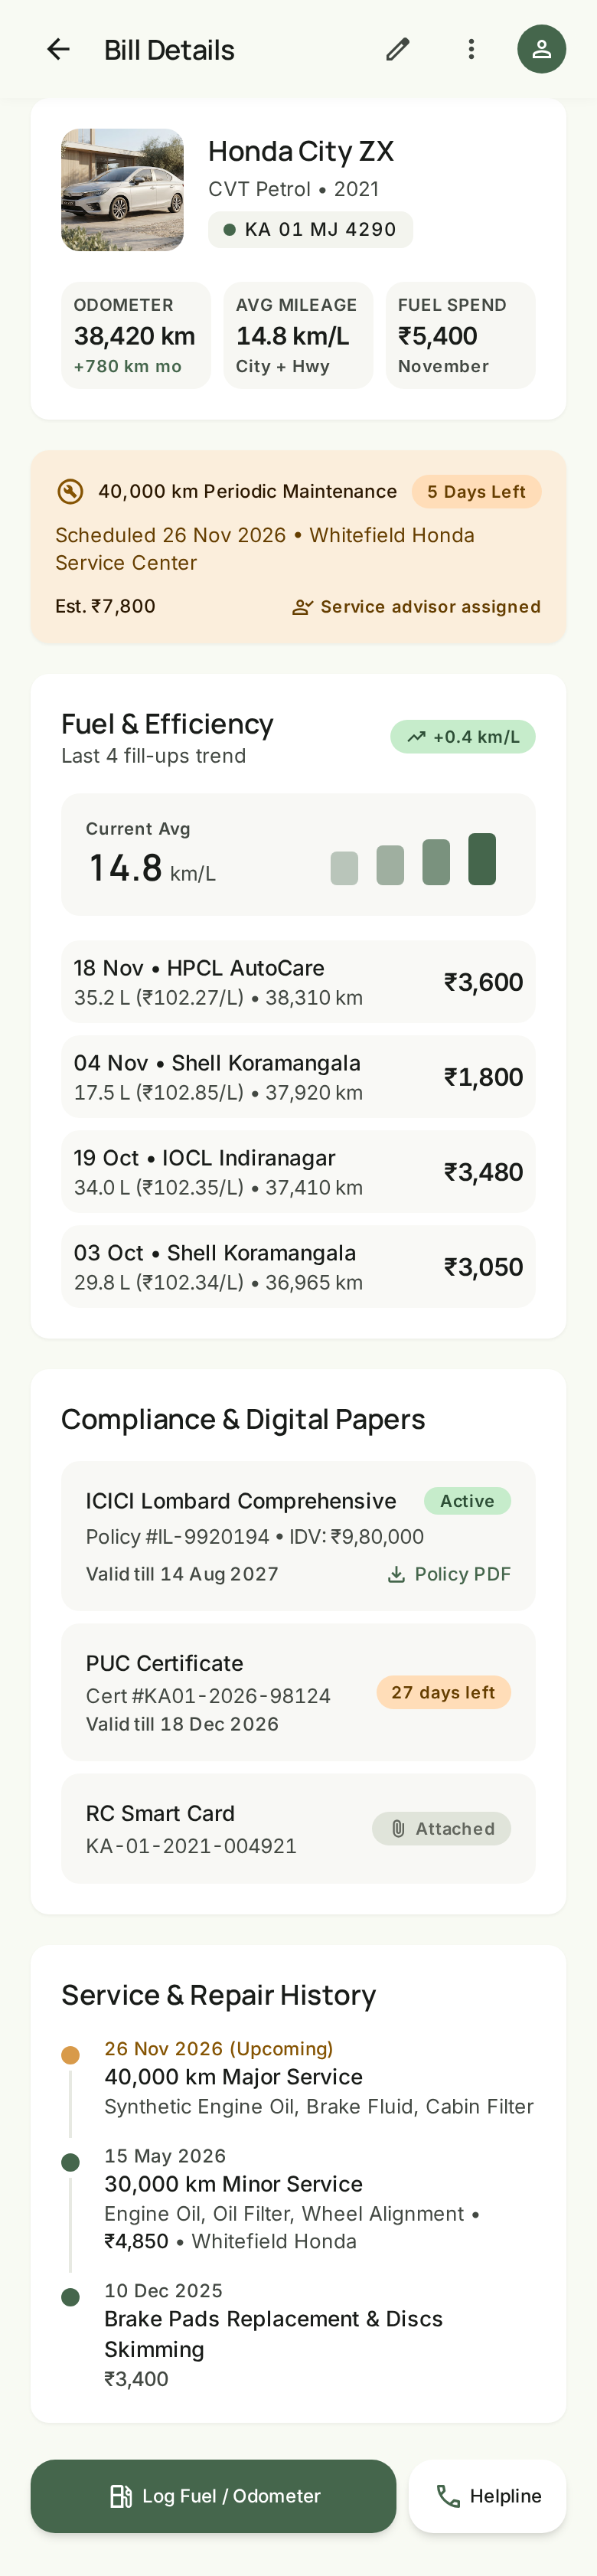 Bill Details
Honda City ZX
CVT Petrol • 2021
KA 01 MJ 4290
ODOMETER
38,420 km
+780 km mo
AVG MILEAGE
14.8 km/L
City + Hwy
FUEL SPEND
₹5,400
November
40,000 km Periodic Maintenance
5 Days Left
Scheduled 26 Nov 2026 • Whitefield Honda
Service Center
Est. ₹7,800
Service advisor assigned
Fuel & Efficiency
Last 4 fill-ups trend
+0.4 km/L
Current Avg
14.8 km/L
18 Nov • HPCL AutoCare
35.2 L (₹102.27/L) • 38,310 km
₹3,600
04 Nov • Shell Koramangala
17.5 L (₹102.85/L) • 37,920 km
₹1,800
19 Oct • IOCL Indiranagar
34.0 L (₹102.35/L) • 37,410 km
₹3,480
03 Oct • Shell Koramangala
29.8 L (₹102.34/L) • 36,965 km
₹3,050
Compliance & Digital Papers
ICICI Lombard Comprehensive
Active
Policy #IL-9920194 • IDV: ₹9,80,000
Valid till 14 Aug 2027
Policy PDF
PUC Certificate
Cert #KA01-2026-98124
Valid till 18 Dec 2026
27 days left
RC Smart Card
KA-01-2021-004921
Attached
Service & Repair History
26 Nov 2026 (Upcoming)
40,000 km Major Service
Synthetic Engine Oil, Brake Fluid, Cabin Filter
15 May 2026
30,000 km Minor Service
Engine Oil, Oil Filter, Wheel Alignment •
₹4,850 • Whitefield Honda
10 Dec 2025
Brake Pads Replacement & Discs
Skimming
₹3,400
Log Fuel / Odometer
Helpline